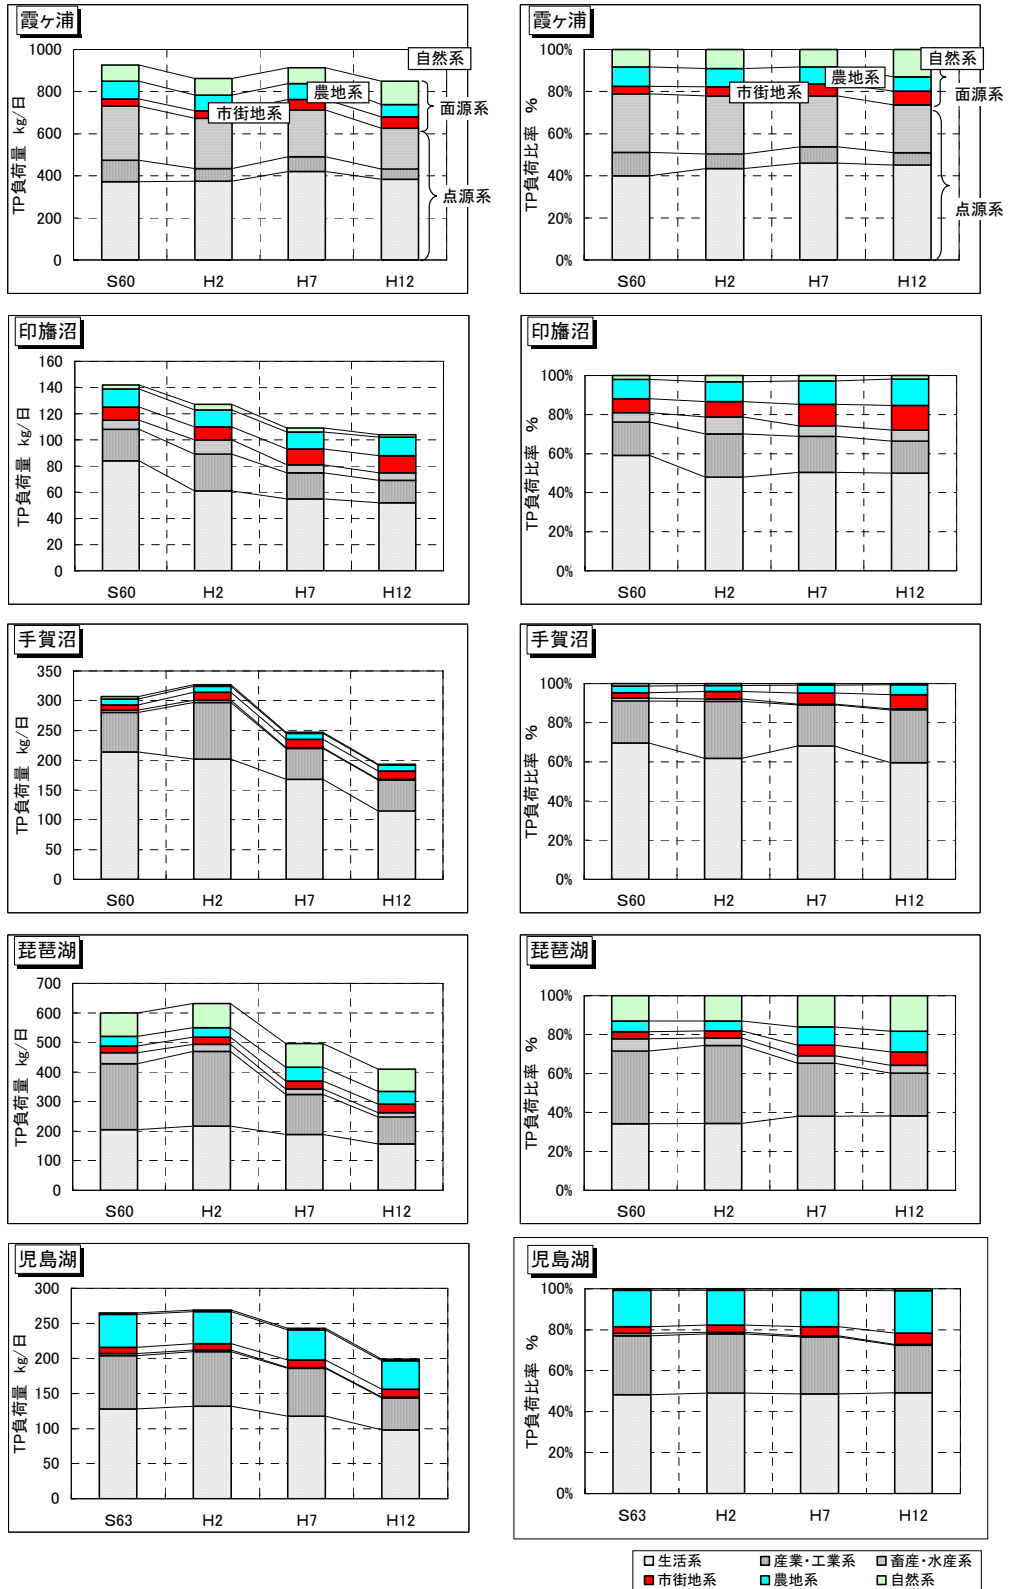 霞ヶ浦
TP負荷量 kg/日
1000
800
600
400
200
0
S60 H2 H7 H12
自然系
農地系
市街地系
面源系
点源系
霞ヶ浦
TP負荷比率 %
100%
80%
60%
40%
20%
0%
S60 H2 H7 H12
自然系
農地系
市街地系
面源系
点源系
印旛沼
TP負荷量 kg/日
160
140
120
100
80
60
40
20
0
S60 H2 H7 H12
印旛沼
TP負荷比率 %
100%
80%
60%
40%
20%
0%
S60 H2 H7 H12
手賀沼
TP負荷量 kg/日
350
300
250
200
150
100
50
0
S60 H2 H7 H12
手賀沼
TP負荷比率 %
100%
80%
60%
40%
20%
0%
S60 H2 H7 H12
琵琶湖
TP負荷量 kg/日
700
600
500
400
300
200
100
0
S60 H2 H7 H12
琵琶湖
TP負荷比率 %
100%
80%
60%
40%
20%
0%
S60 H2 H7 H12
児島湖
TP負荷量 kg/日
300
250
200
150
100
50
0
S63 H2 H7 H12
児島湖
TP負荷比率 %
100%
80%
60%
40%
20%
0%
S63 H2 H7 H12
生活系 産業・工業系 畜産・水産系
市街地系 農地系 自然系